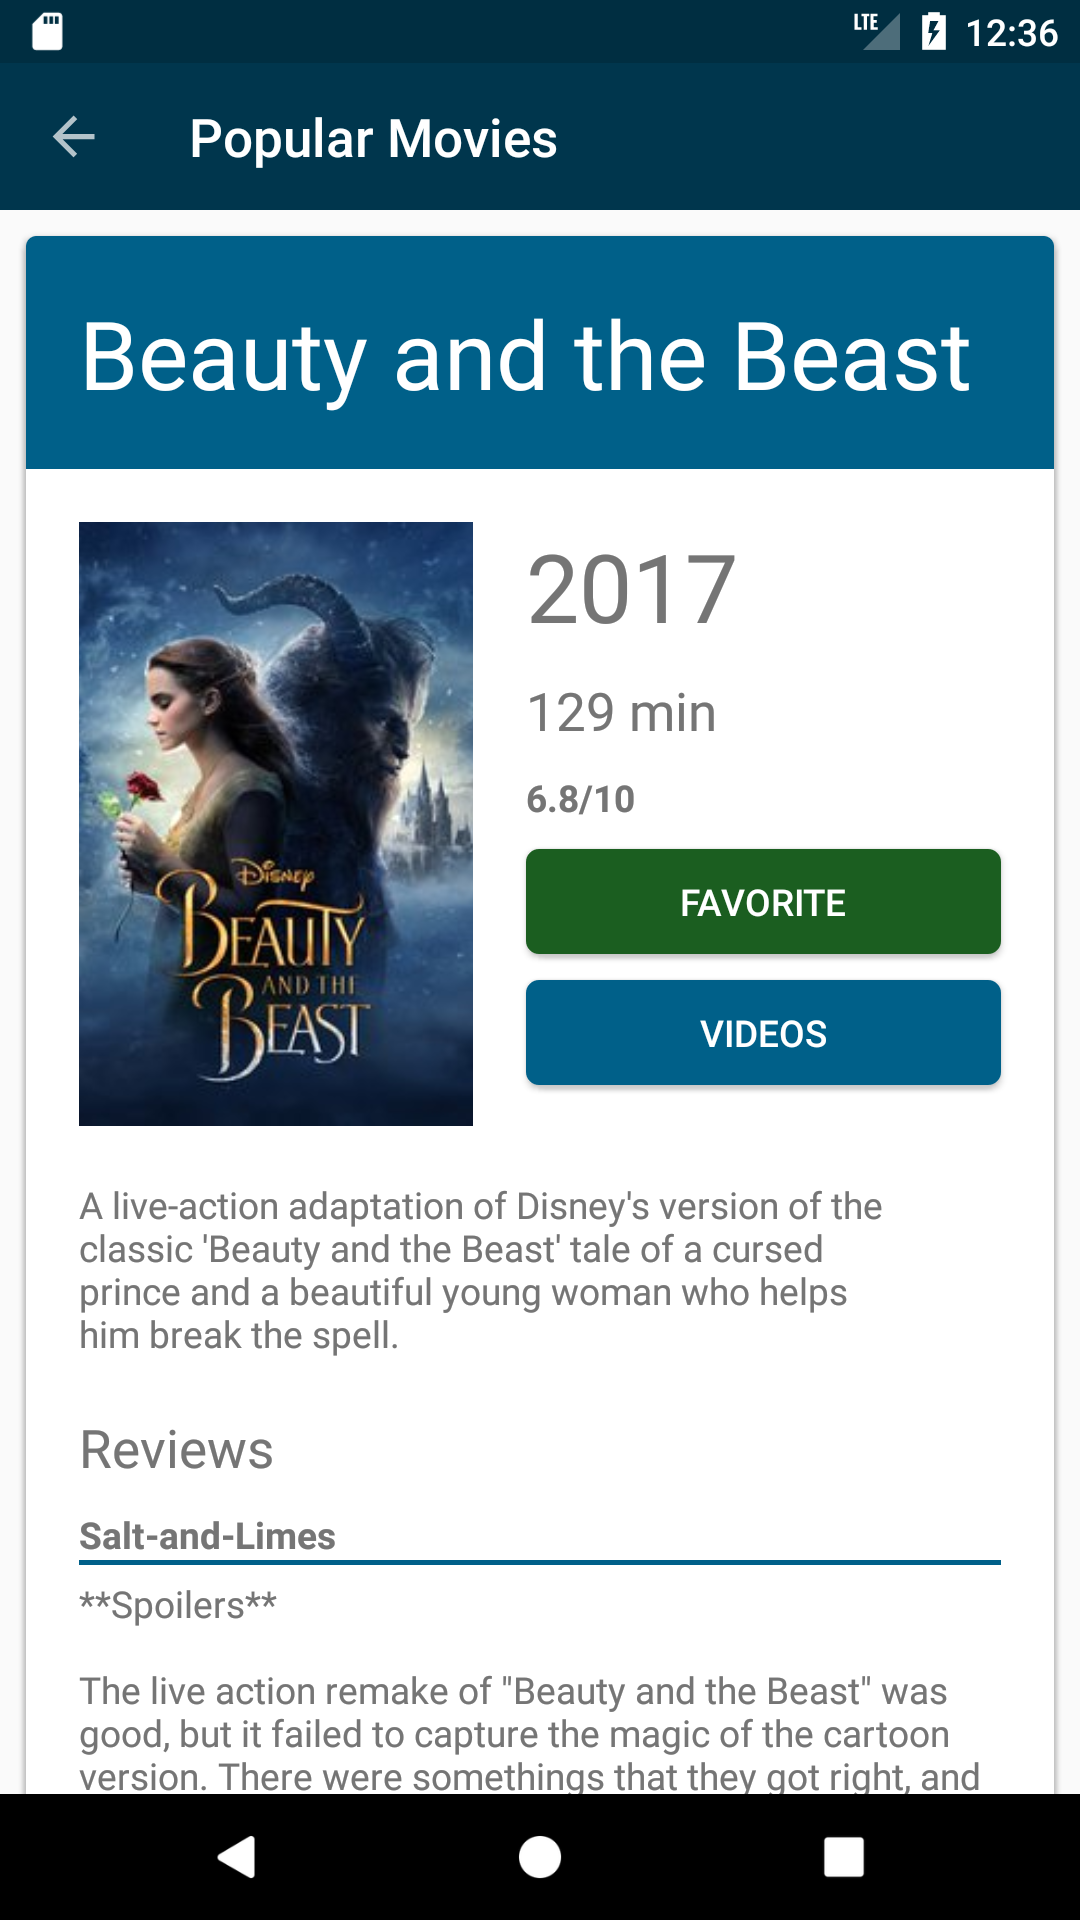 LTE 12:36
Popular Movies
Beauty and the Beast
2017
129 min
6.8/10
FAVORITE
VIDEOS
Disney
BEAUTY
AND THE
BEAST
A live-action adaptation of Disney's version of the
classic 'Beauty and the Beast' tale of a cursed
prince and a beautiful young woman who helps
him break the spell.
Reviews
Salt-and-Limes
**Spoilers**
The live action remake of "Beauty and the Beast" was
good, but it failed to capture the magic of the cartoon
version. There were somethings that they got right, and